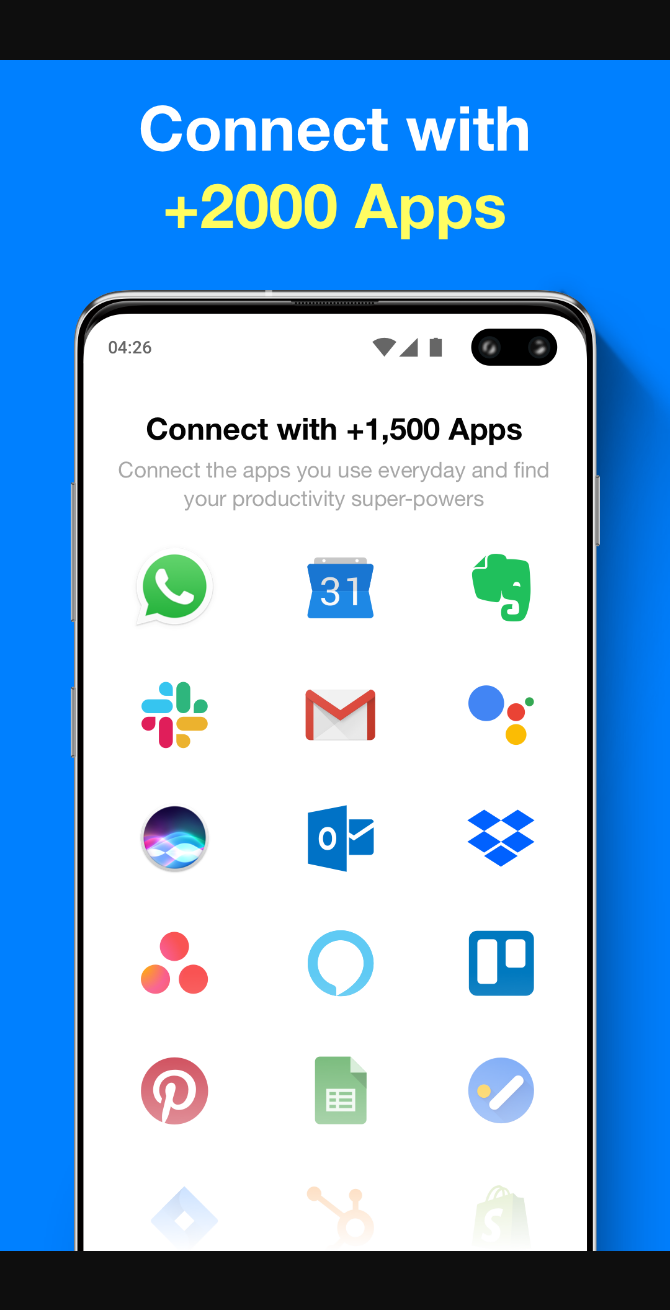 Connect with
+2000 Apps
04:26
Connect with +1,500 Apps
Connect the apps you use everyday and find
your productivity super-powers
31